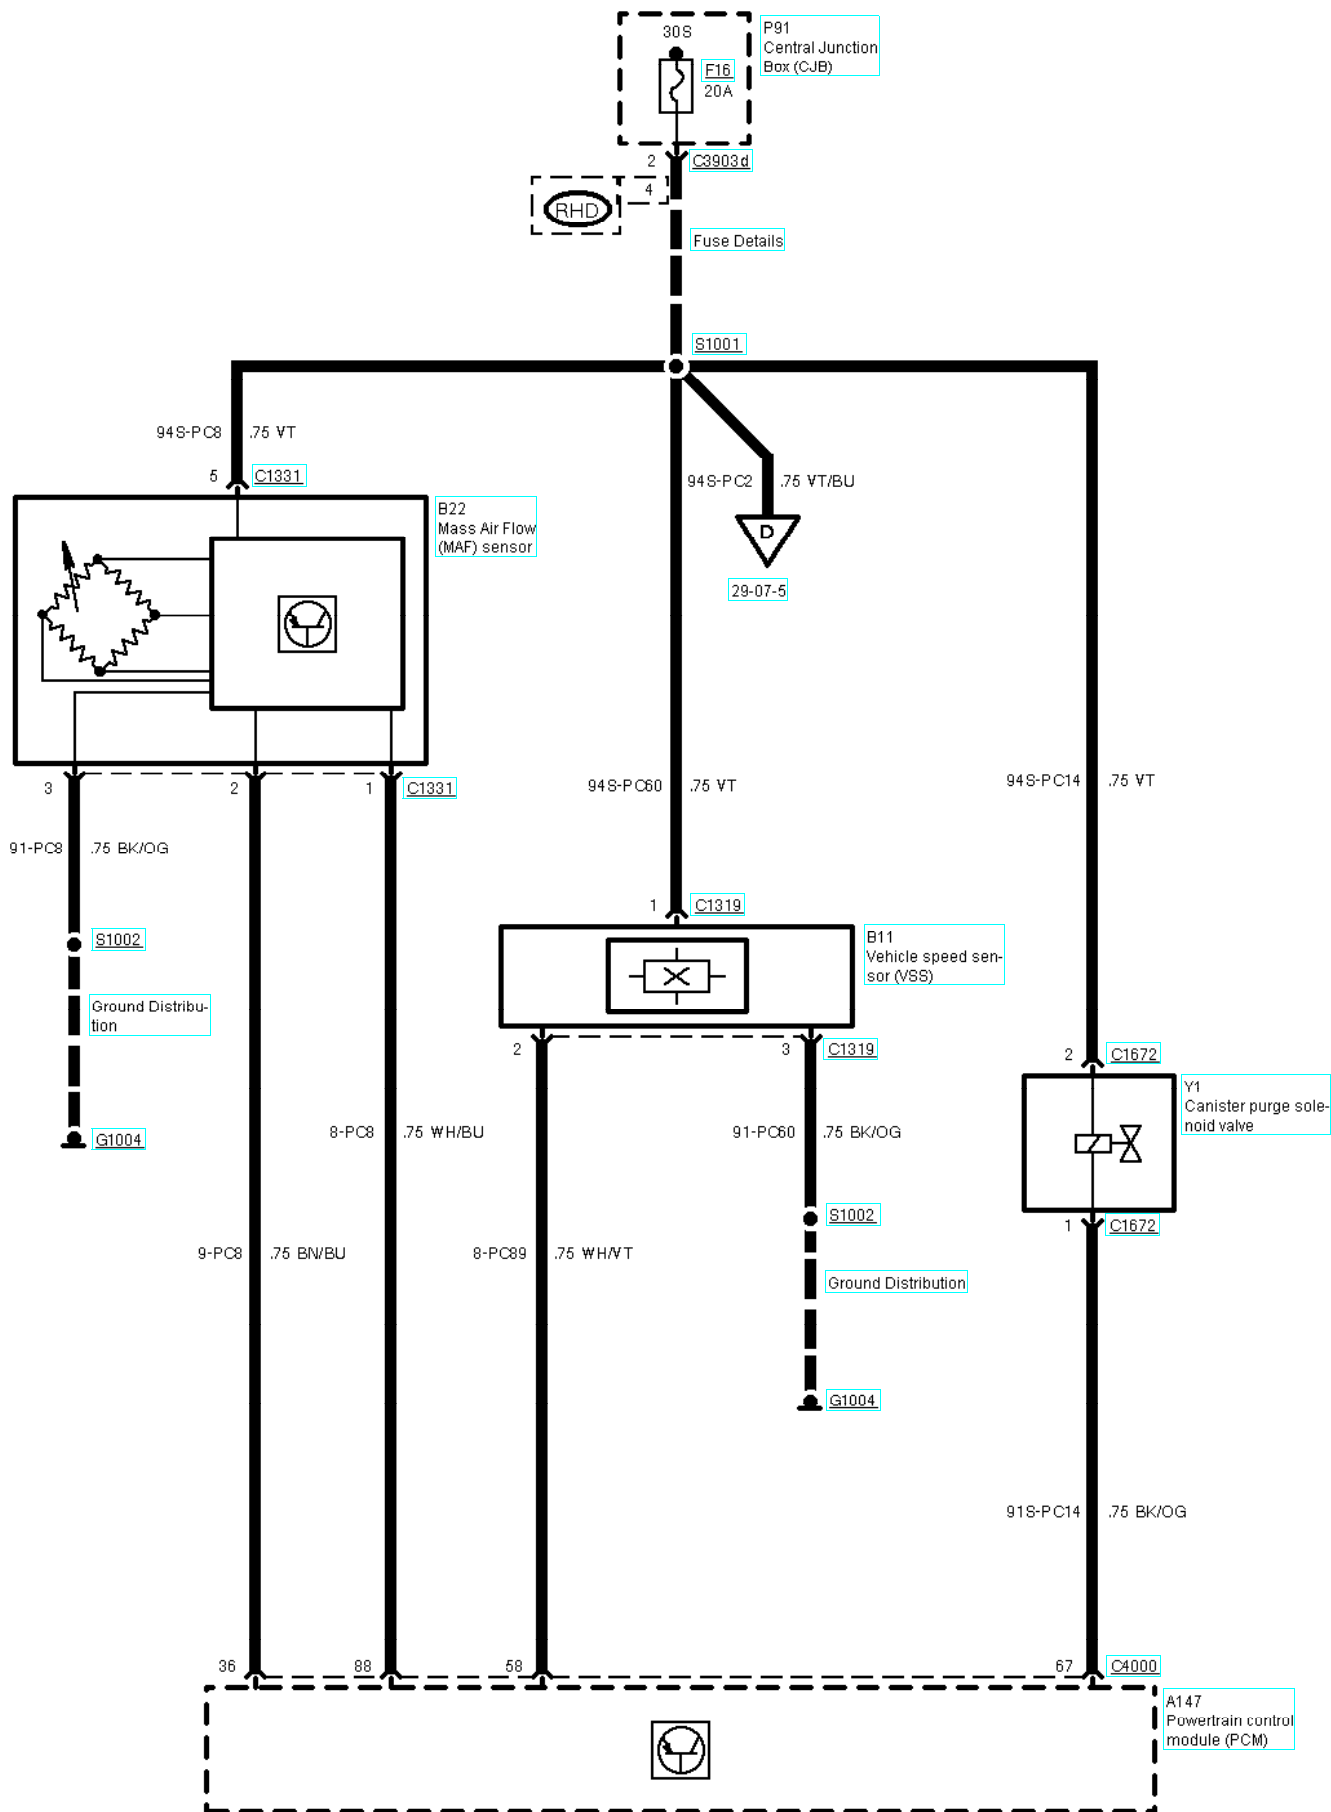 30S
P91
Central Junction
Box (CJB)
F16
20A
2
C3903d
4
RHD
Fuse Details
S1001
94S-PC8
.75 VT
5
C1331
94S-PC2
.75 VT/BU
B22
Mass Air Flow
(MAF) sensor
D
29-07-5
94S-PC60
.75 VT
94S-PC14
.75 VT
3
2
1
C1331
91-PC8
.75 BK/OG
1
C1319
S1002
B11
Vehicle speed sen-
sor (VSS)
Ground Distribu-
tion
2
3
C1319
2
C1672
Y1
Canister purge sole-
noid valve
G1004
8-PC8
.75 WH/BU
91-PC60
.75 BK/OG
S1002
1
C1672
9-PC8
.75 BN/BU
8-PC89
.75 WH/VT
Ground Distribution
G1004
91S-PC14
.75 BK/OG
36
88
58
67
C4000
A147
Powertrain control
module (PCM)